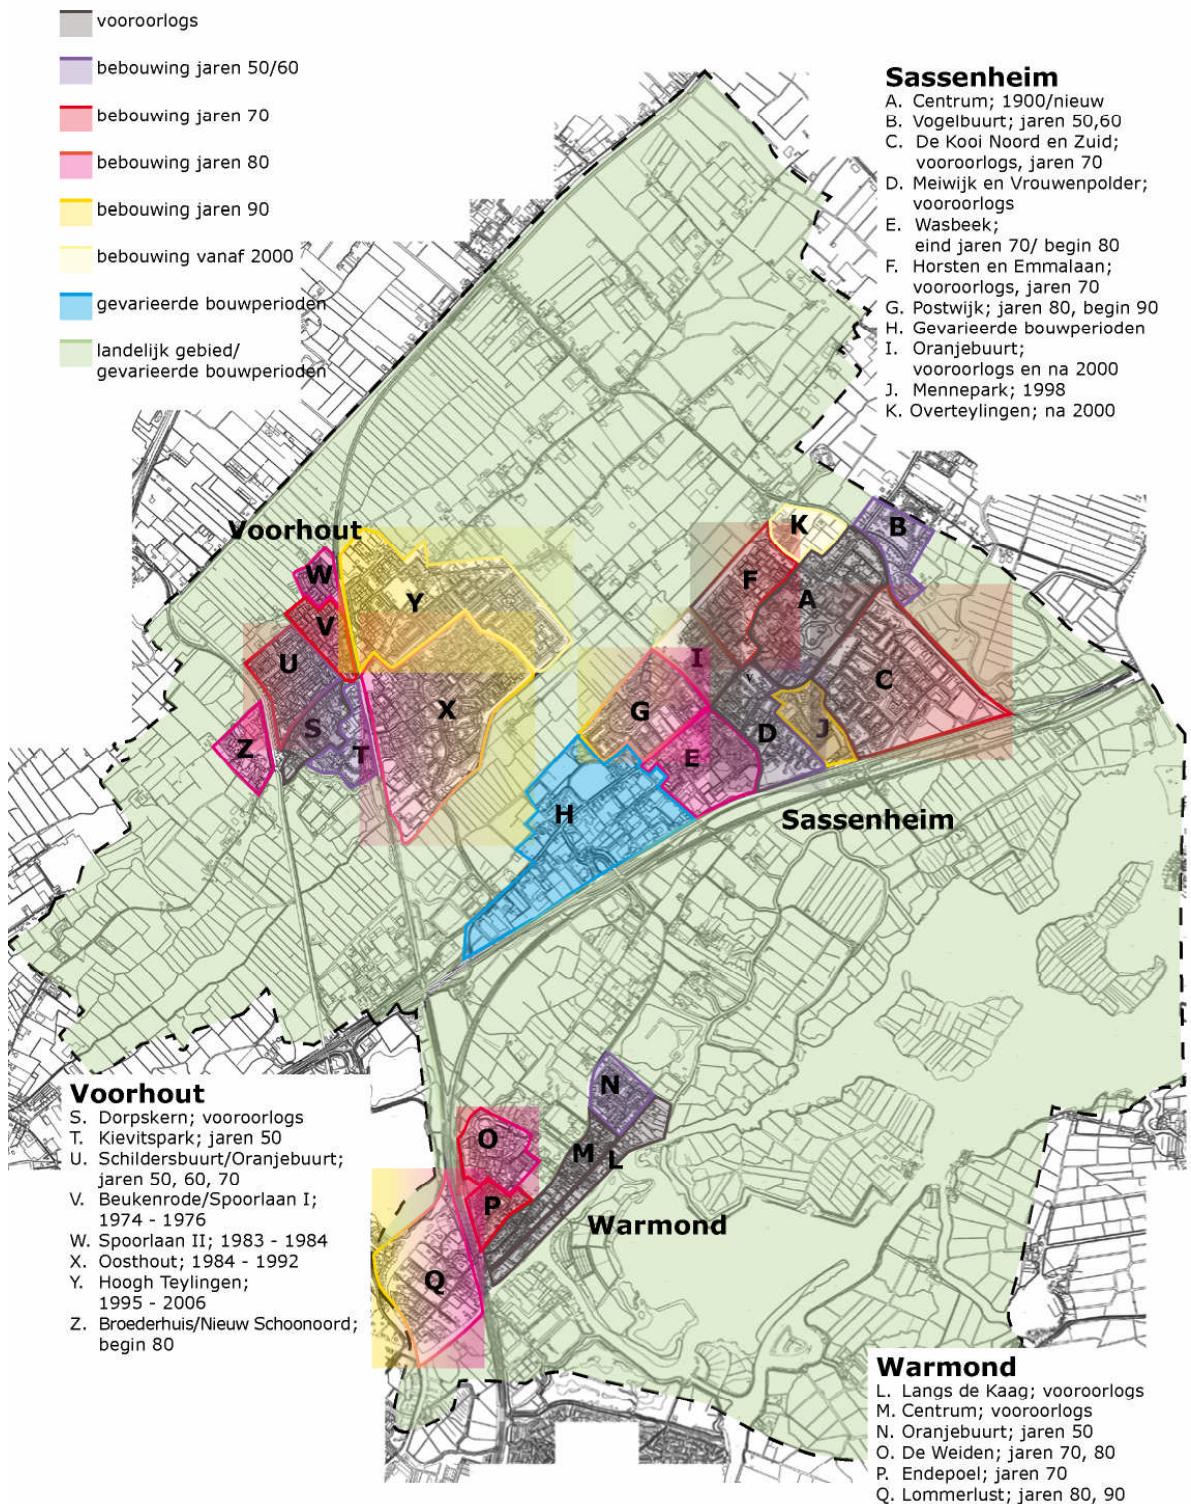 vooroorlogs
bebouwing jaren 50/60
bebouwing jaren 70
bebouwing jaren 80
bebouwing jaren 90
bebouwing vanaf 2000
gevarieerde bouwperioden
landelijk gebied/
gevarieerde bouwperioden
Sassenheim
A. Centrum; 1900/nieuw
B. Vogelbuurt; jaren 50,60
C. De Kooi Noord en Zuid;
vooroorlogs, jaren 70
D. Meiwijk en Vrouwenpolder;
vooroorlogs
E. Wasbeek;
eind jaren 70/ begin 80
F. Horsten en Emmalaan;
vooroorlogs, jaren 70
G. Postwijk; jaren 80, begin 90
H. Gevarieerde bouwperioden
I. Oranjebuurt;
vooroorlogs en na 2000
J. Mennepark; 1998
K. Overteylingen; na 2000
Voorhout
K
B
W
Y
F
A
V
U
I
V
C
X
G
S
J
D
Z
T
E
H
Sassenheim
N
O
M
L
P
Warmond
Q
Voorhout
S. Dorpskern; vooroorlogs
T. Kievitspark; jaren 50
U. Schildersbuurt/Oranjebuurt;
jaren 50, 60, 70
V. Beukenrode/Spoorlaan I;
1974 - 1976
W. Spoorlaan II; 1983 - 1984
X. Oosthout; 1984 - 1992
Y. Hoogh Teylingen;
1995 - 2006
Z. Broederhuis/Nieuw Schoonoord;
begin 80
Warmond
L. Langs de Kaag; vooroorlogs
M. Centrum; vooroorlogs
N. Oranjebuurt; jaren 50
O. De Weiden; jaren 70, 80
P. Endepoel; jaren 70
Q. Lommerlust; jaren 80, 90